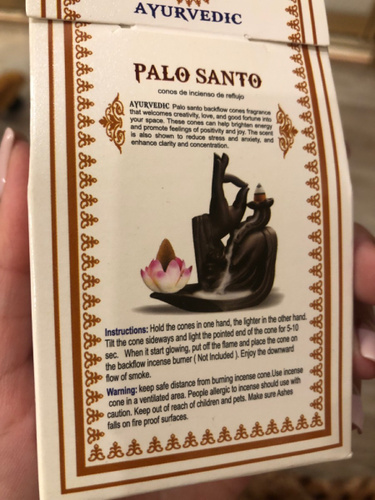 AYURVEDIC
PALO SANTO
conos de incienso de reflujo
AYURVEDIC Palo santo backflow cones fragrance
that welcomes creativity, love, and good fortune into
your space. These cones can help brighten energy
and promote feelings of positivity and joy. The scent
is also shown to reduce stress and anxiety, and
enhance clarity and concentration.
Instructions: Hold the cones in one hand, the lighter in the other hand.
Tilt the cone sideways and light the pointed end of the cone for 5-10
sec. When it start glowing, put off the flame and place the cone on
the backflow incense burner ( Not Included ). Enjoy the downward
flow of smoke.
Warning: keep safe distance from burning incense cone.Use incense
cone in a ventilated area. People allergic to incense should use with
caution. Keep out of reach of children and pets. Make sure Ashes
falls on fire proof surfaces.